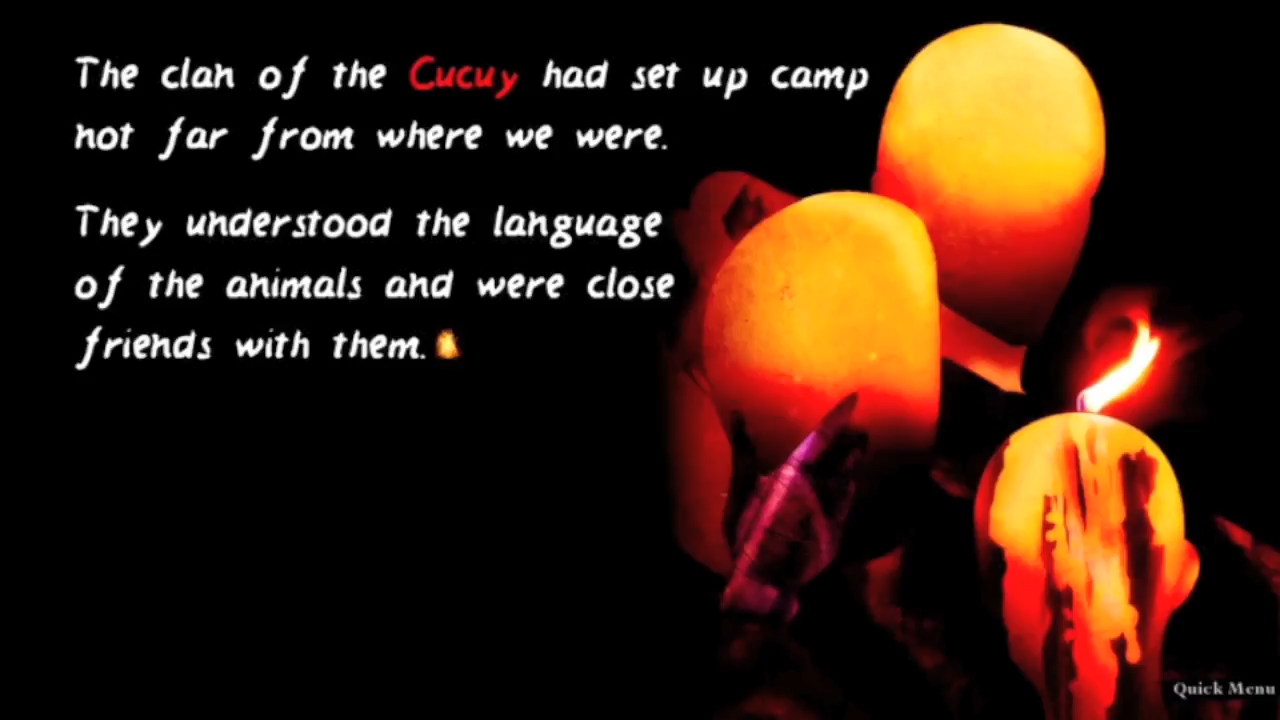 The clan of the Cucuy had set up camp
not far from where we were.
They understood the language
of the animals and were close
friends with them.
Quick Menu